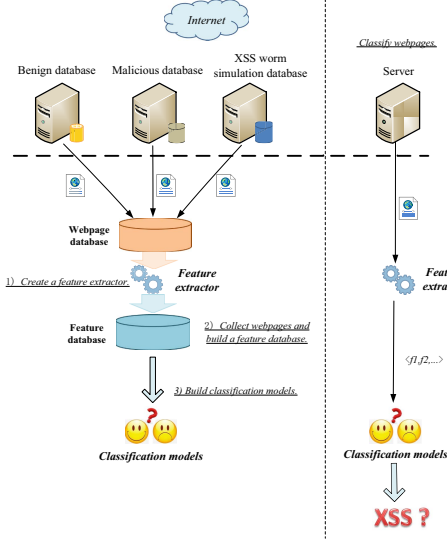 Internet
XSS worm
simulation database
Benign database
Malicious database
Webpage
database
1) Create a feature extractor.
Feature
extractor
Feature
database
2) Collect webpages and
build a feature database.
3) Build classification models.
?
Classification models
Classify webpages.
Server
Feat
extra
<f1,f2,...>
?
Classification models
XSS ?